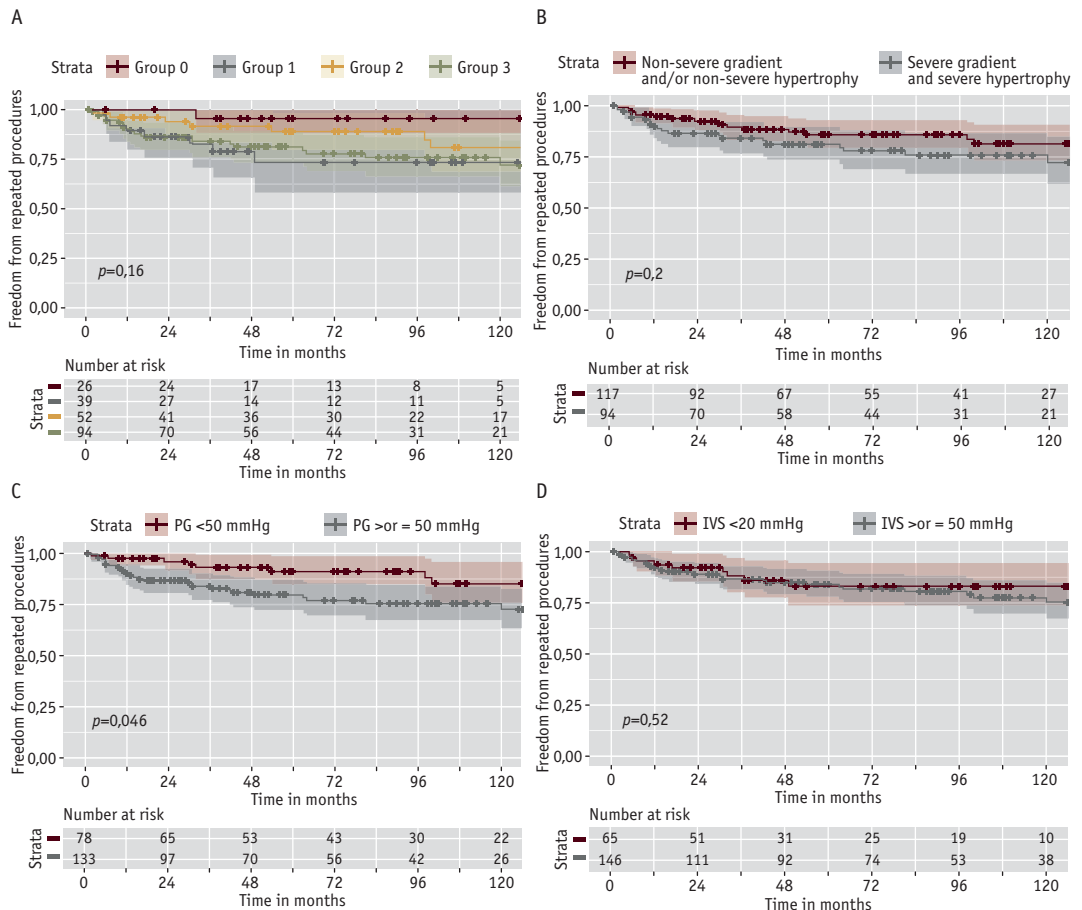 A
Strata Group 0 Group 1 Group 2 Group 3
Freedom from repeated procedures
1,00
0,75
0,50
0,25
0,00
p=0,16
0 24 48 72 96 120
Time in months
Number at risk
Strata
26 24 17 13 8 5
39 27 14 12 11 5
52 41 36 30 22 17
94 70 56 44 31 21
0 24 48 72 96 120
Time in months
B
Strata Non-severe gradient and/or non-severe hypertrophy Severe gradient and severe hypertrophy
Freedom from repeated procedures
1,00
0,75
0,50
0,25
0,00
p=0,2
0 24 48 72 96 120
Time in months
Number at risk
Strata
117 92 67 55 41 27
94 70 58 44 31 21
0 24 48 72 96 120
Time in months
C
Strata PG <50 mmHg PG >or = 50 mmHg
Freedom from repeated procedures
1,00
0,75
0,50
0,25
0,00
p=0,046
0 24 48 72 96 120
Time in months
Number at risk
Strata
78 65 53 43 30 22
133 97 70 56 42 26
0 24 48 72 96 120
Time in months
D
Strata IVS <20 mmHg IVS >or = 50 mmHg
Freedom from repeated procedures
1,00
0,75
0,50
0,25
0,00
p=0,52
0 24 48 72 96 120
Time in months
Number at risk
Strata
65 51 31 25 19 10
146 111 92 74 53 38
0 24 48 72 96 120
Time in months